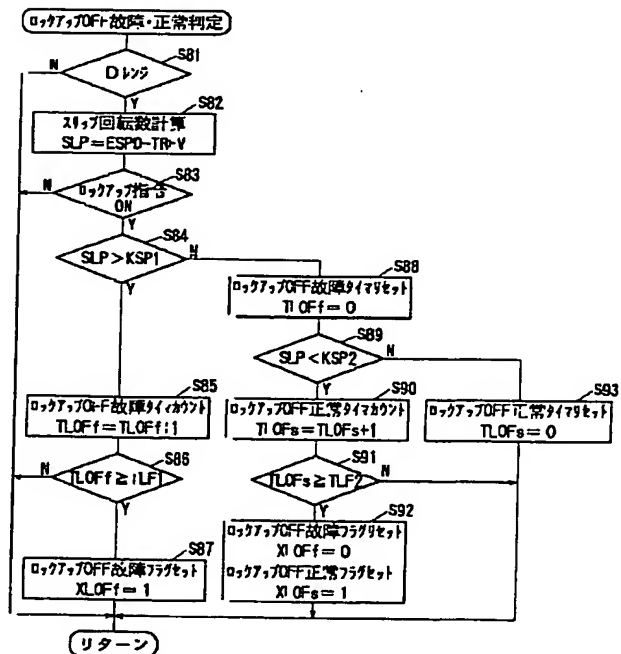 ロックアップOFF故障・正常判定
S81
Dレンジ
N
Y
S82
スリップ回転数計算
SLP=ESPD-TR・V
S83
ロックアップ指令
ON
N
Y
S84
SLP>KSP1
N
Y
S88
ロックアップOFF故障タイマリセット
TLOFf=0
S89
SLP<KSP2
N
Y
S85
ロックアップOFF故障タイマカウント
TLOFf=TLOFf+1
S90
ロックアップOFF正常タイマカウント
TLOFs=TLOFs+1
S93
ロックアップOFF正常タイマリセット
TLOFs=0
S86
TLOFf≥TLF1
N
Y
S91
TLOFs≥TLF2
N
Y
S87
ロックアップOFF故障フラグセット
XLOFf=1
S92
ロックアップOFF故障フラグリセット
XLOFf=0
ロックアップOFF正常フラグセット
XLOFs=1
リターン